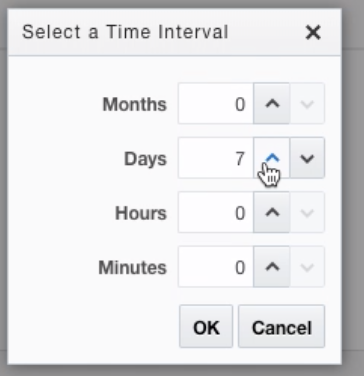 Select a Time Interval
Months 0
Days 7
Hours 0
Minutes 0
OK Cancel